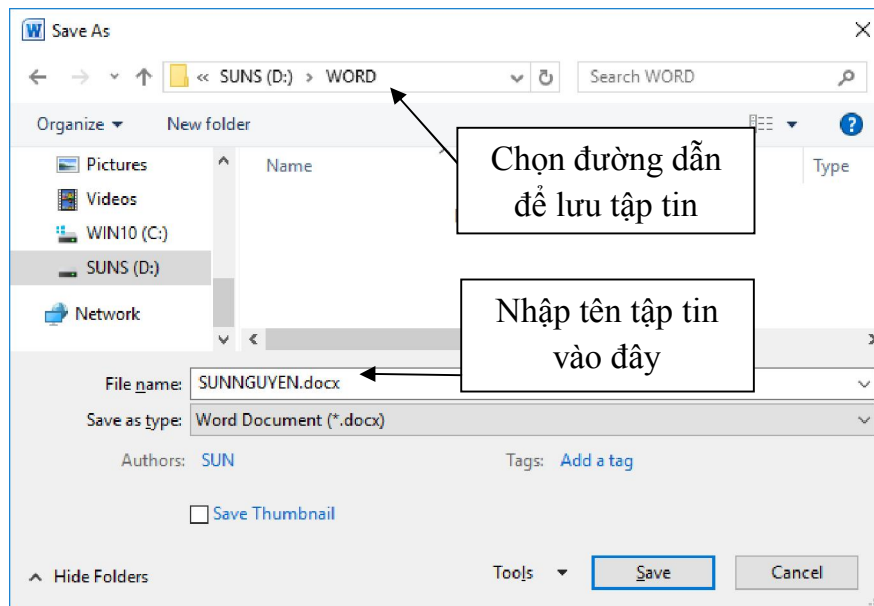 Save As
« SUNS (D:) > WORD
Search WORD
Organize
New folder
Pictures
Name
Type
Chọn đường dẫn
để lưu tập tin
Videos
WIN10 (C:)
SUNS (D:)
Network
Nhập tên tập tin
vào đây
File name: SUNNGUYEN.docx
Save as type: Word Document (*.docx)
Authors: SUN
Tags: Add a tag
Save Thumbnail
Hide Folders
Tools
Save
Cancel